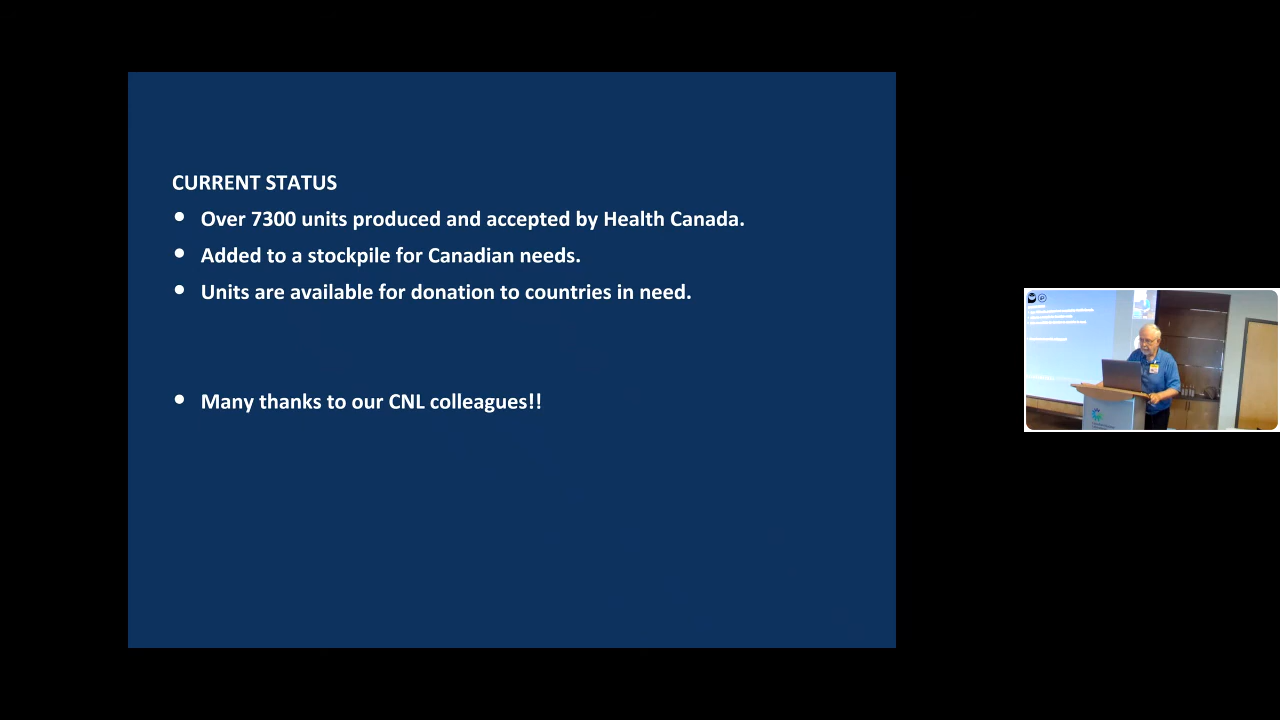 CURRENT STATUS
• Over 7300 units produced and accepted by Health Canada.
• Added to a stockpile for Canadian needs.
• Units are available for donation to countries in need.
• Many thanks to our CNL colleagues!!